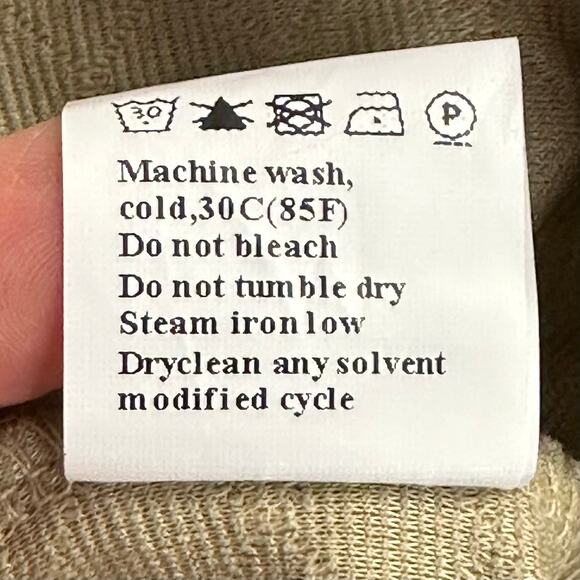 30 P
Machine wash,
cold,30C(85F)
Do not bleach
Do not tumble dry
Steam iron low
Dryclean any solvent
modified cycle